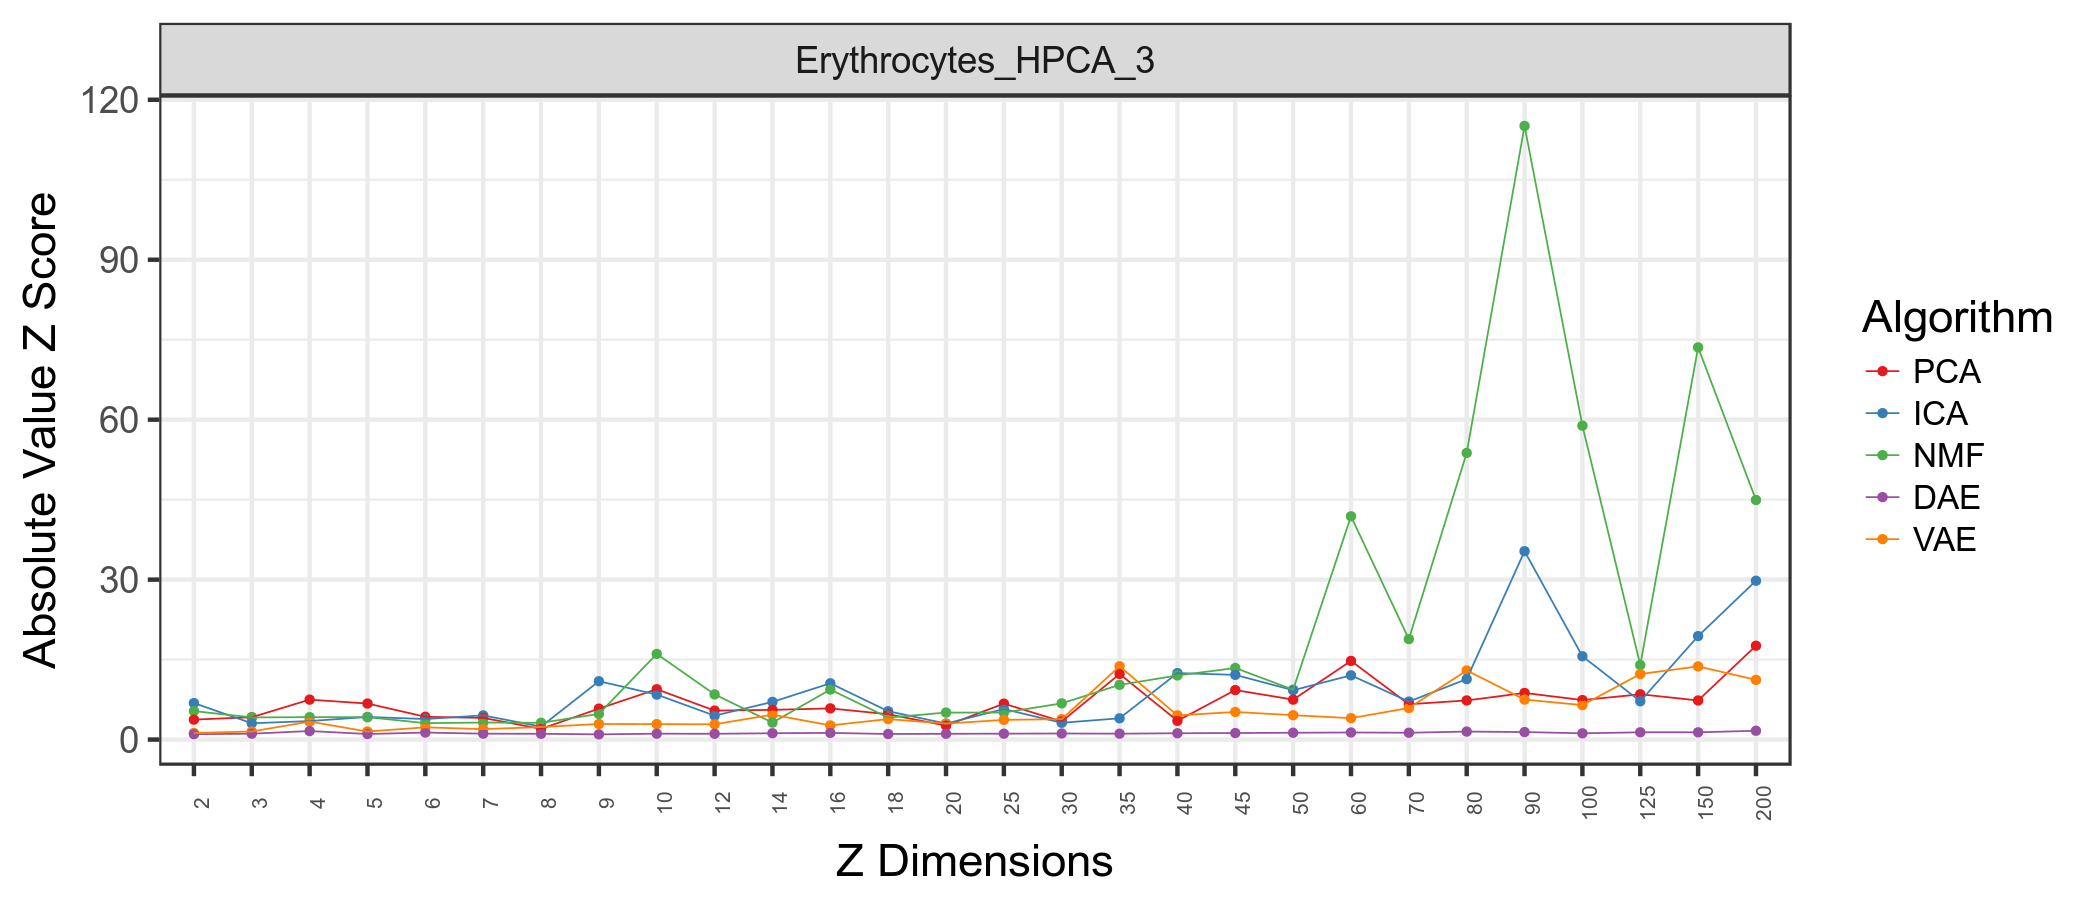 Erythrocytes_HPCA_3
Absolute Value Z Score
120
90
60
30
0
2 3 4 5 6 7 8 9 10 12 14 16 18 20 25 30 35 40 45 50 60 70 80 90 100 125 150 200
Z Dimensions
Algorithm
PCA
ICA
NMF
DAE
VAE